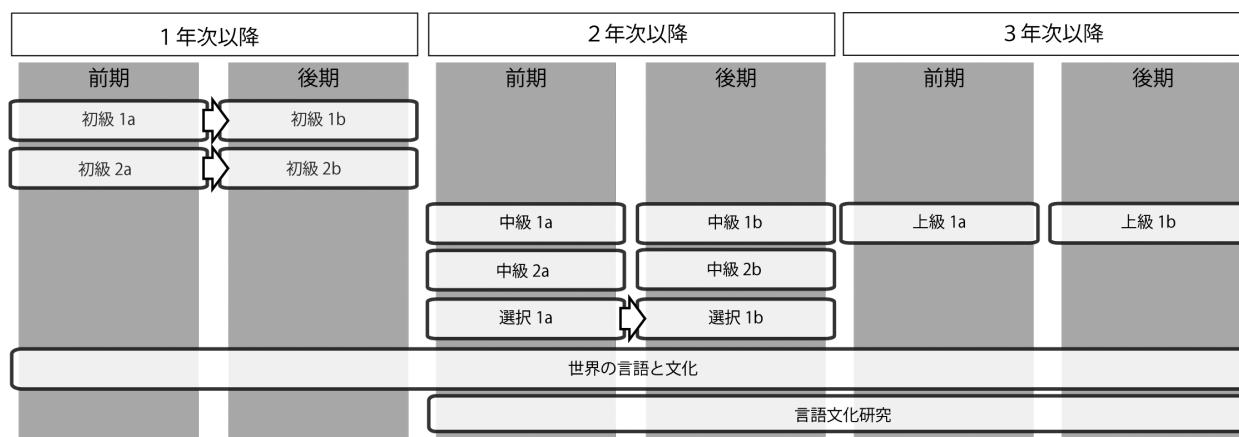 1年次以降
2年次以降
3年次以降
前期
後期
前期
後期
前期
後期
初級 1a
初級 1b
初級 2a
初級 2b
中級 1a
中級 1b
上級 1a
上級 1b
中級 2a
中級 2b
選択 1a
選択 1b
世界の言語と文化
言語文化研究